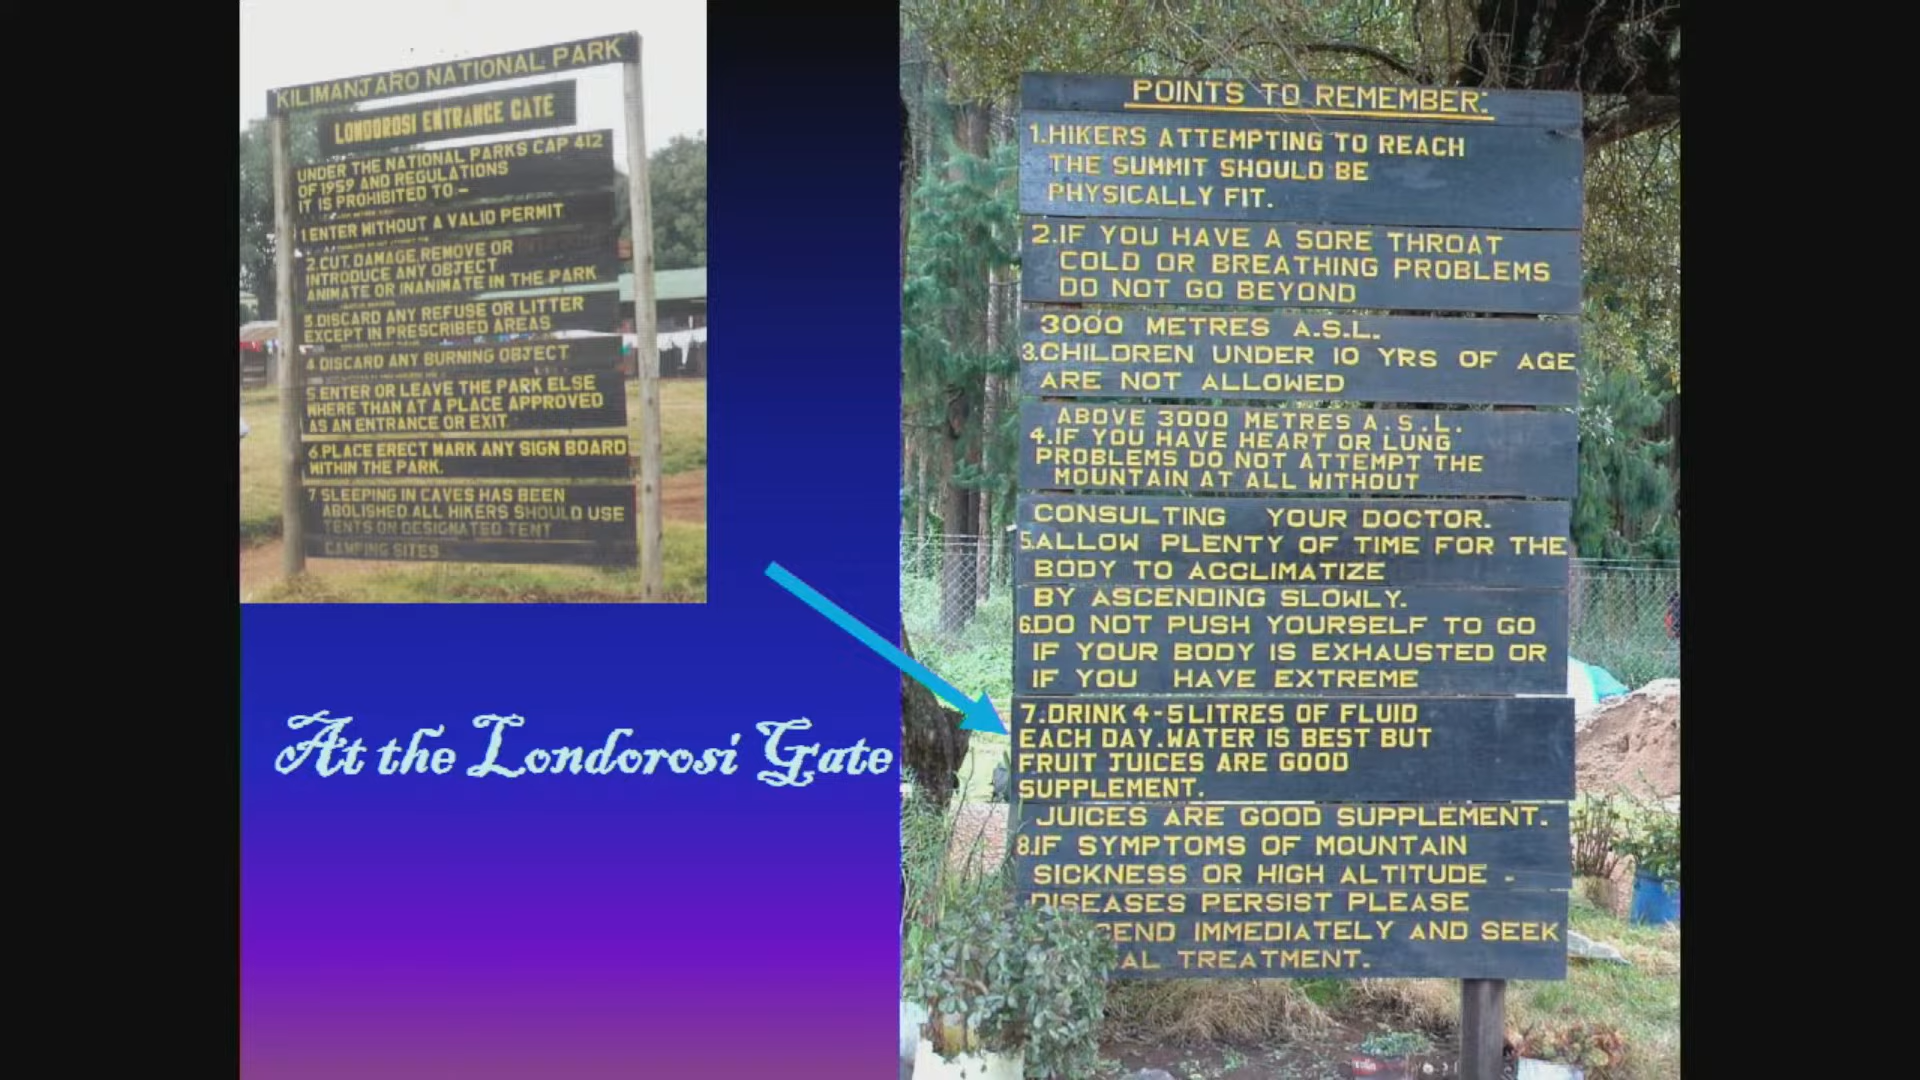 KILIMANJARO NATIONAL PARK
LONDOROSI ENTRANCE GATE
UNDER THE NATIONAL PARKS CAP 412
OF 1959 AND REGULATIONS
IT IS PROHIBITED TO -
1 ENTER WITHOUT A VALID PERMIT
2.CUT, DAMAGE, REMOVE OR
INTRODUCE ANY OBJECT
ANIMATE OR INANIMATE IN THE PARK
3.DISCARD ANY REFUSE OR LITTER
EXCEPT IN PRESCRIBED AREAS
4 DISCARD ANY BURNING OBJECT
5.ENTER OR LEAVE THE PARK ELSE
WHERE THAN AT A PLACE APPROVED
AS AN ENTRANCE OR EXIT
6.PLACE ERECT MARK ANY SIGN BOARD
WITHIN THE PARK.
7 SLEEPING IN CAVES HAS BEEN
ABOLISHED ALL HIKERS SHOULD USE
TENTS ON DESIGNATED TENT
CAMPING SITES
At the Londorosi Gate
POINTS TO REMEMBER:
1.HIKERS ATTEMPTING TO REACH
THE SUMMIT SHOULD BE
PHYSICALLY FIT.
2.IF YOU HAVE A SORE THROAT
COLD OR BREATHING PROBLEMS
DO NOT GO BEYOND
3000 METRES A.S.L.
3.CHILDREN UNDER 10 YRS OF AGE
ARE NOT ALLOWED
ABOVE 3000 METRES A.S.L.
4.IF YOU HAVE HEART OR LUNG
PROBLEMS DO NOT ATTEMPT THE
MOUNTAIN AT ALL WITHOUT
CONSULTING YOUR DOCTOR.
5.ALLOW PLENTY OF TIME FOR THE
BODY TO ACCLIMATIZE
BY ASCENDING SLOWLY.
6.DO NOT PUSH YOURSELF TO GO
IF YOUR BODY IS EXHAUSTED OR
IF YOU HAVE EXTREME
7.DRINK 4-5 LITRES OF FLUID
EACH DAY.WATER IS BEST BUT
FRUIT JUICES ARE GOOD
SUPPLEMENT.
JUICES ARE GOOD SUPPLEMENT.
8.IF SYMPTOMS OF MOUNTAIN
SICKNESS OR HIGH ALTITUDE -
DISEASES PERSIST PLEASE
IMMEDIATELY AND SEEK
TREATMENT.